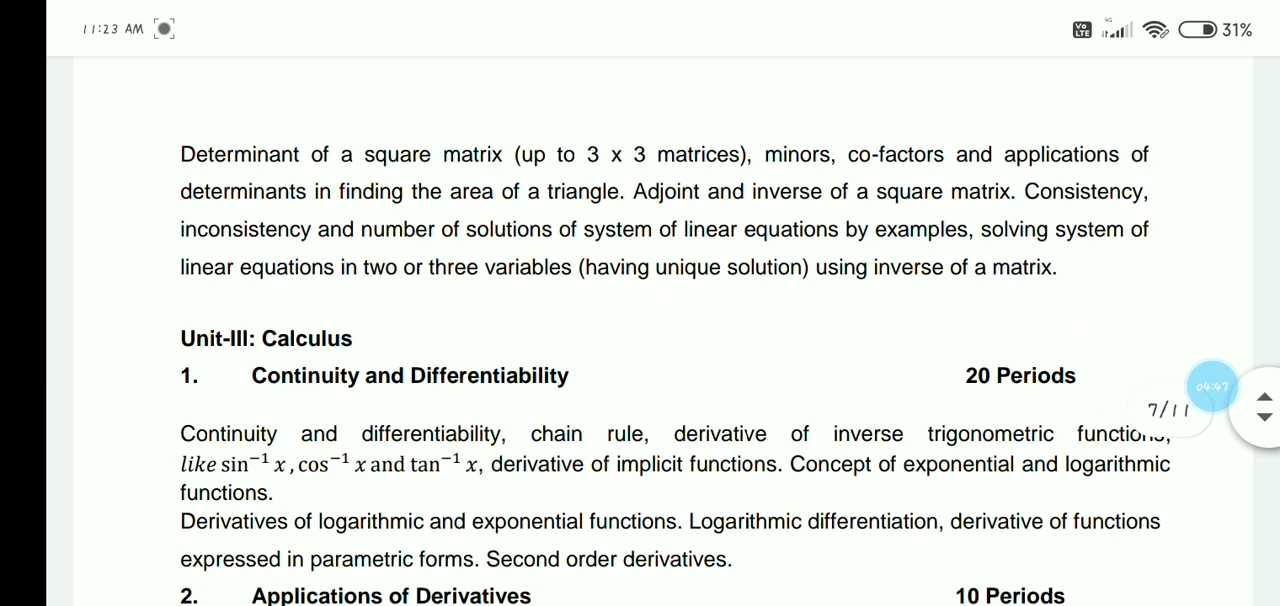 11:23 AM
Vo LTE 4G 31%
Determinant of a square matrix (up to 3 x 3 matrices), minors, co-factors and applications of
determinants in finding the area of a triangle. Adjoint and inverse of a square matrix. Consistency,
inconsistency and number of solutions of system of linear equations by examples, solving system of
linear equations in two or three variables (having unique solution) using inverse of a matrix.
Unit-III: Calculus
1. Continuity and Differentiability 20 Periods
04:47
7/11
Continuity and differentiability, chain rule, derivative of inverse trigonometric
like sin⁻¹ x, cos⁻¹ x and tan⁻¹ x, derivative of implicit functions. Concept of exponential and logarithmic
functions.
Derivatives of logarithmic and exponential functions. Logarithmic differentiation, derivative of functions
expressed in parametric forms. Second order derivatives.
2. Applications of Derivatives 10 Periods